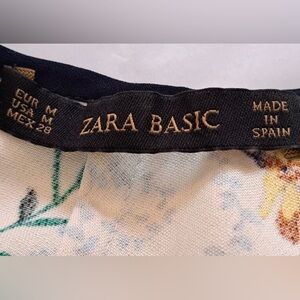 EUR M
USA M
MEX 28
ZARA BASIC
MADE
IN
SPAIN